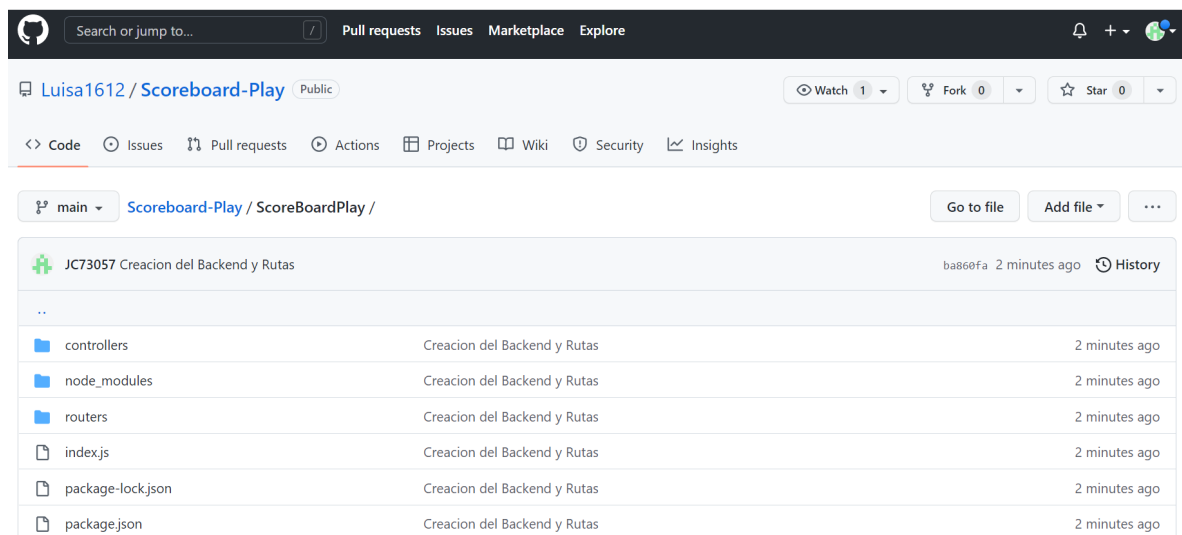 Search or jump to... / Pull requests Issues Marketplace Explore
Luisa1612 / Scoreboard-Play Public Watch 1 Fork 0 Star 0
Code Issues Pull requests Actions Projects Wiki Security Insights
main Scoreboard-Play / ScoreBoardPlay / Go to file Add file ...
JC73057 Creacion del Backend y Rutas ba860fa 2 minutes ago History
..
controllers Creacion del Backend y Rutas 2 minutes ago
node_modules Creacion del Backend y Rutas 2 minutes ago
routers Creacion del Backend y Rutas 2 minutes ago
index.js Creacion del Backend y Rutas 2 minutes ago
package-lock.json Creacion del Backend y Rutas 2 minutes ago
package.json Creacion del Backend y Rutas 2 minutes ago